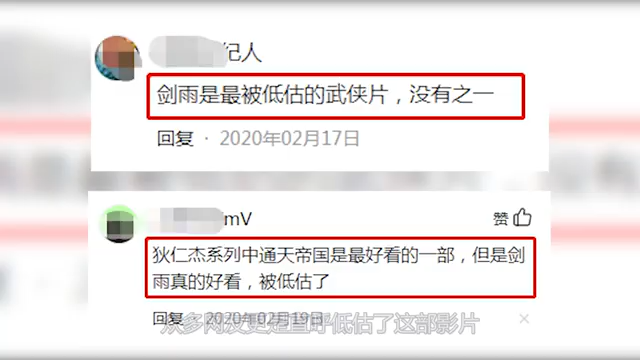 纪人
剑雨是最被低估的武侠片，没有之一
回复 · 2020年02月17日
mV
赞
狄仁杰系列中通天帝国是最好看的一部，但是剑
雨真的好看，被低估了
回复 2020年02月19日
众多网友更是直呼低估了这部影片